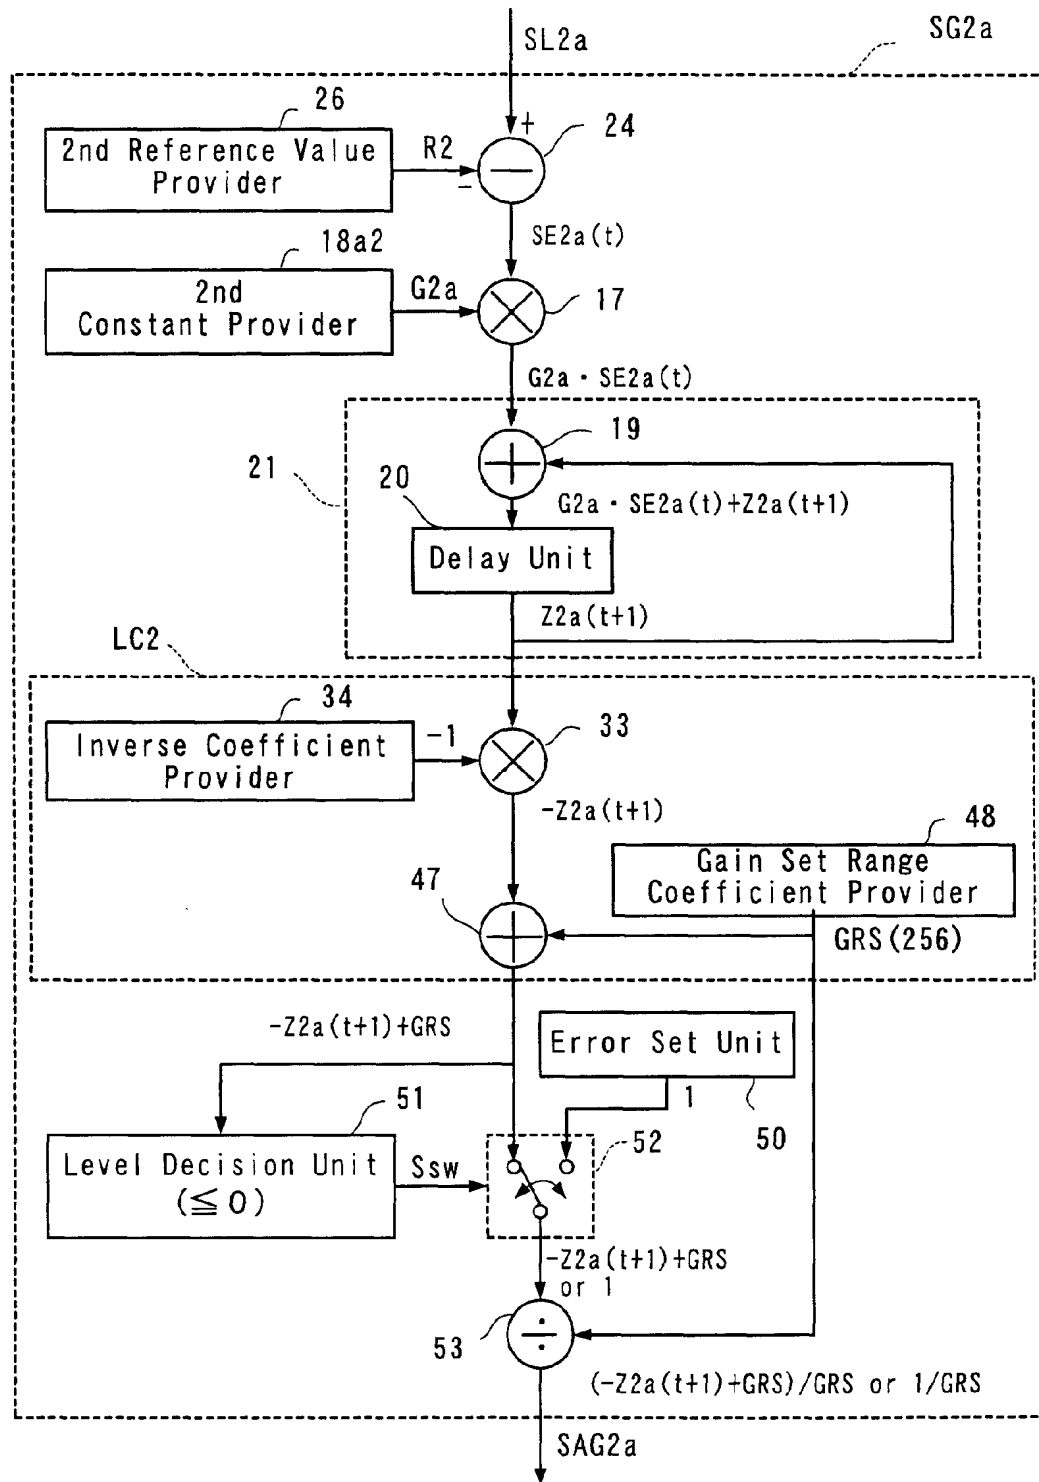 SG2a
SL2a
26
+
24
2nd Reference Value
Provider
R2
-
SE2a(t)
18a2
2nd
Constant Provider
G2a
17
G2a・SE2a(t)
19
21
20
G2a・SE2a(t)+Z2a(t+1)
Delay Unit
Z2a(t+1)
LC2
34
Inverse Coefficient
Provider
-1
33
-Z2a(t+1)
48
Gain Set Range
Coefficient Provider
47
GRS(256)
-Z2a(t+1)+GRS
Error Set Unit
1
50
51
52
Level Decision Unit
(≦0)
Ssw
-Z2a(t+1)+GRS
or 1
53
÷
(-Z2a(t+1)+GRS)/GRS or 1/GRS
SAG2a